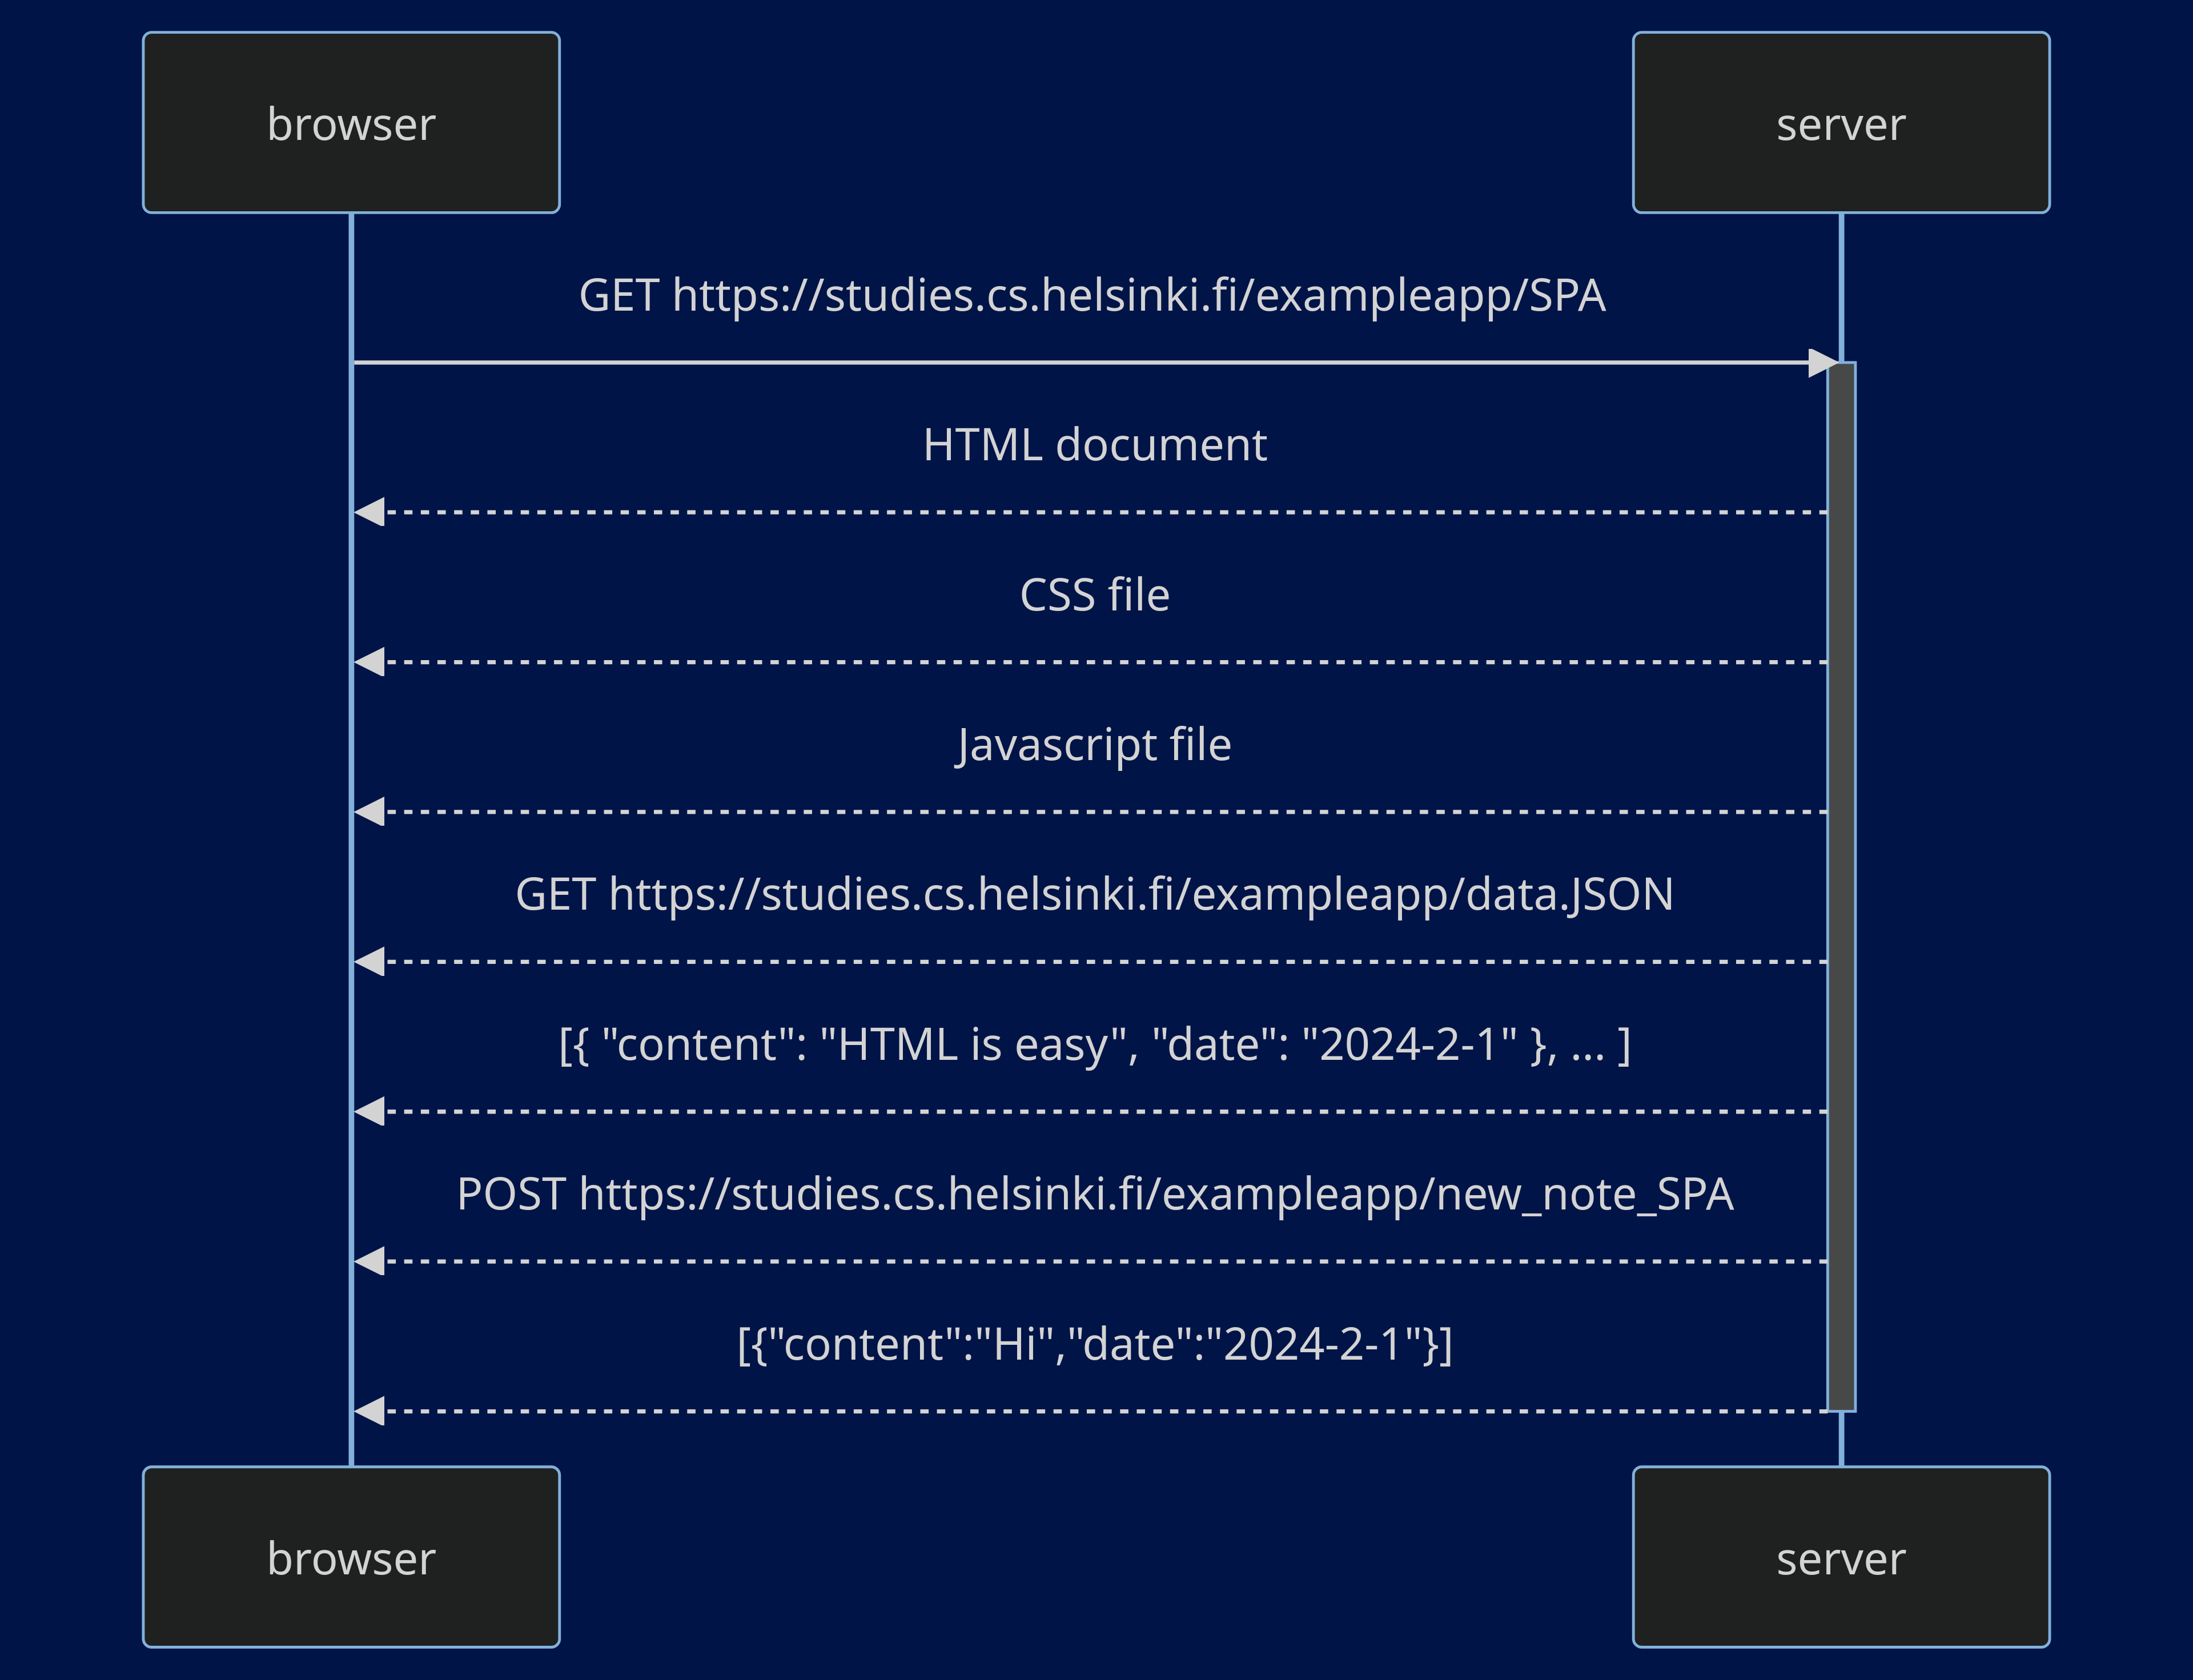 browser
server
GET https://studies.cs.helsinki.fi/exampleapp/SPA
HTML document
CSS file
Javascript file
GET https://studies.cs.helsinki.fi/exampleapp/data.JSON
[{ "content": "HTML is easy", "date": "2024-2-1" }, ... ]
POST https://studies.cs.helsinki.fi/exampleapp/new_note_SPA
[{"content":"Hi","date":"2024-2-1"}]
browser
server